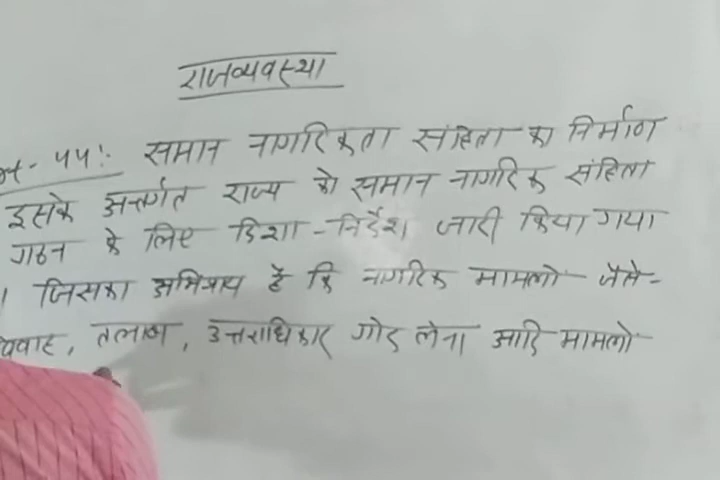 राजव्यवस्था
44:- समान नागरिकता संहिता का निर्माण
इसके अन्तर्गत राज्य को समान नागरिक संहिता
गठन के लिए दिशा-निर्देश जारी किया गया
। जिसका अभिप्राय है कि नागरिक मामलो जैसे-
विवाह, तलाक, उत्तराधिकार गोद लेना आदि मामलो